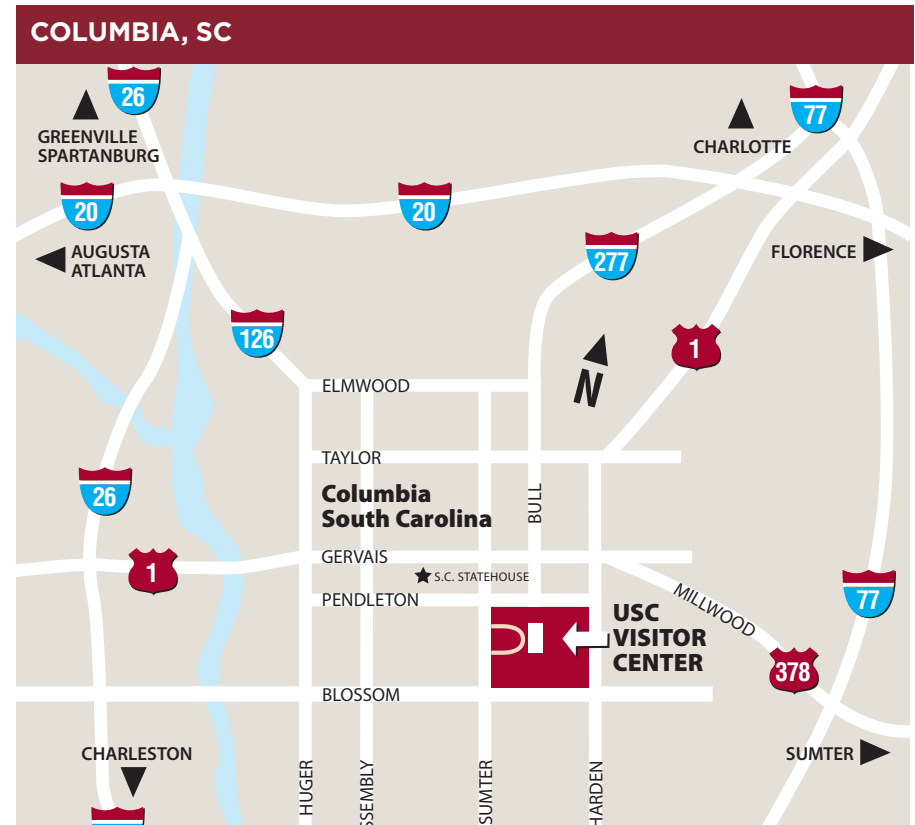 COLUMBIA, SC
26
77
GREENVILLE
SPARTANBURG
CHARLOTTE
20
20
AUGUSTA
ATLANTA
277
FLORENCE
126
1
N
ELMWOOD
TAYLOR
Columbia
South Carolina
26
BULL
GERVAIS
1
S.C. STATEHOUSE
PENDLETON
MILLWOOD
77
USC
VISITOR
CENTER
378
BLOSSOM
CHARLESTON
SUMTER
HUGER
SSEMBLY
SUMTER
HARDEN